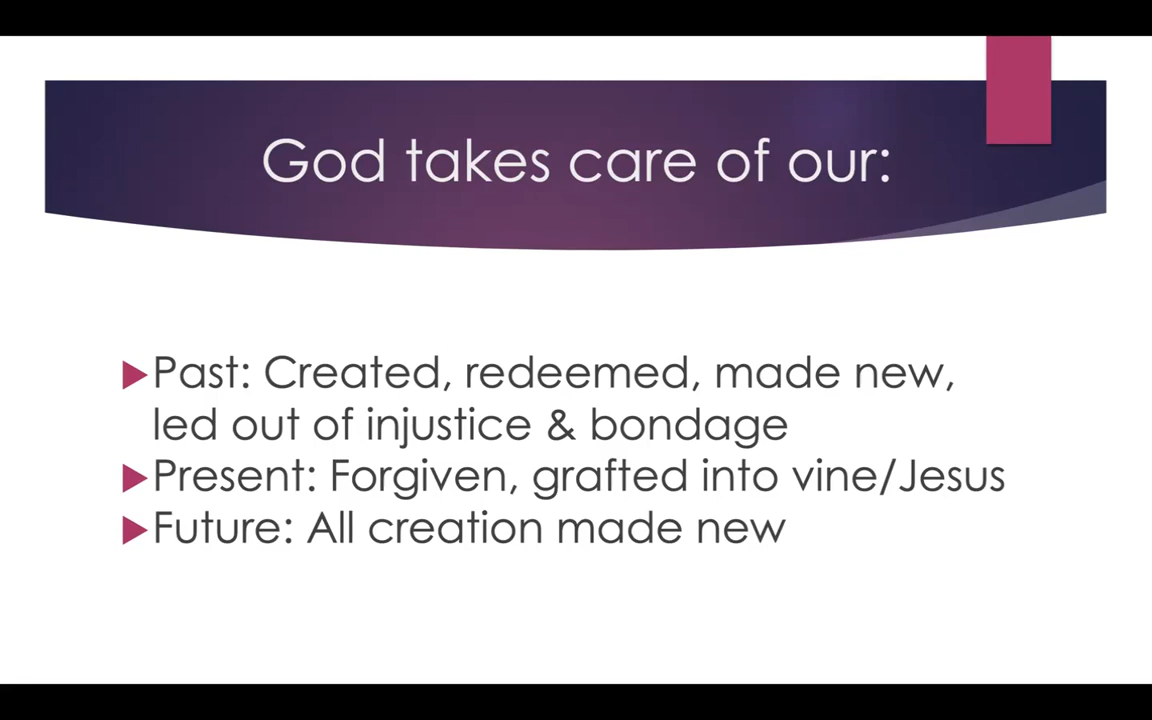 God takes care of our:
Past: Created, redeemed, made new,
led out of injustice & bondage
Present: Forgiven, grafted into vine/Jesus
Future: All creation made new